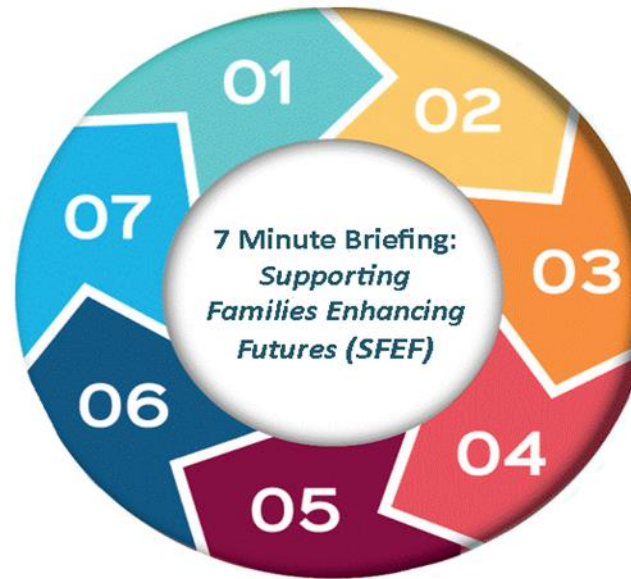 01
02
03
04
05
06
07
7 Minute Briefing:
Supporting
Families Enhancing
Futures (SFEF)